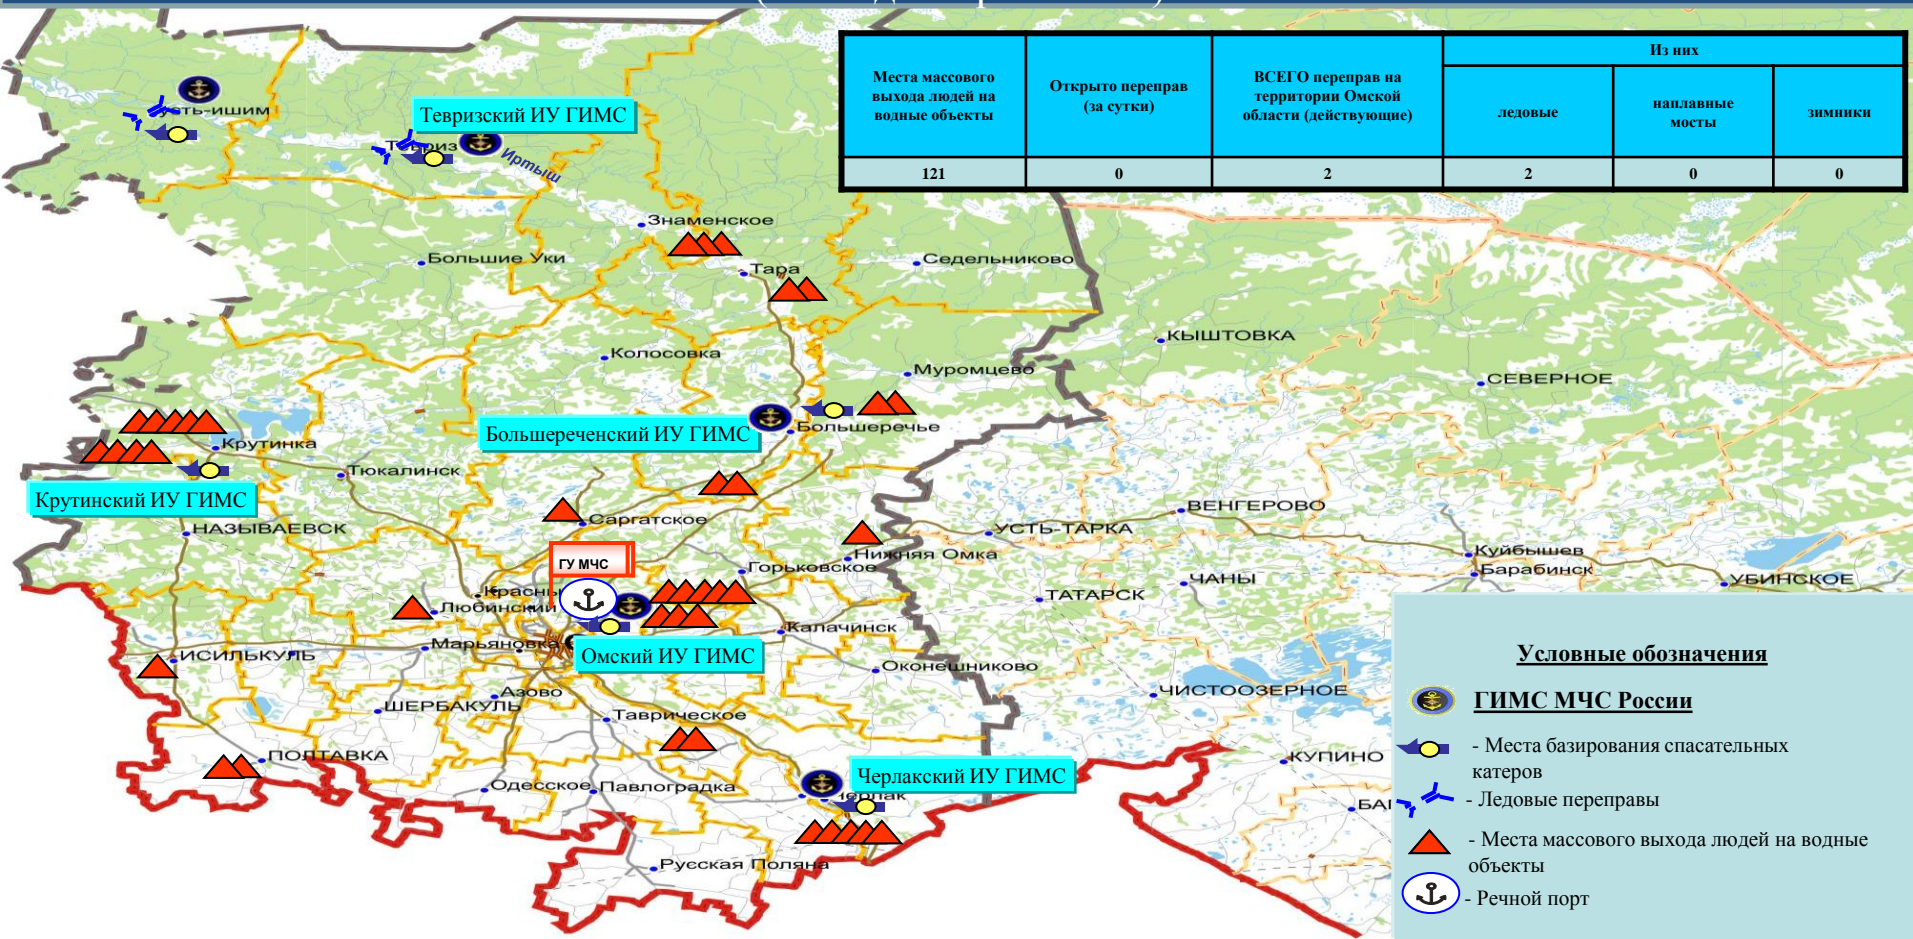 Из них
Места массового
выхода людей на
водные объекты
Открыто переправ
(за сутки)
ВСЕГО переправ на
территории Омской
области (действующие)
ледовые
наплавные
мосты
зимники
121
0
2
2
0
0
Тевризский ИУ ГИМС
Иртыш
Знаменское
Большие Уки
Тара
Седельниково
КЫШТОВКА
Колосовка
Муромцево
СЕВЕРНОЕ
Большереченский ИУ ГИМС
Большеречье
Крутинка
Тюкалинск
Крутинский ИУ ГИМС
НАЗЫВАЕВСК
Саргатское
ВЕНГЕРОВО
УСТЬ-ТАРКА
Нижняя Омка
Куйбышев
Барабинск
ГУ МЧС
Горьковское
ЧАНЫ
УБИНСКОЕ
Любинский
ТАТАРСК
Калачинск
Марьяновка
ИСИЛЬКУЛЬ
Омский ИУ ГИМС
Оконешниково
Азово
ЧИСТООЗЕРНОЕ
ШЕРБАКУЛЬ
Таврическое
ПОЛТАВКА
КУПИНО
Одесское
Павлоградка
Черлакский ИУ ГИМС
Русская Поляна
Условные обозначения
ГИМС МЧС России
- Места базирования спасательных
катеров
- Ледовые переправы
- Места массового выхода людей на водные
объекты
- Речной порт